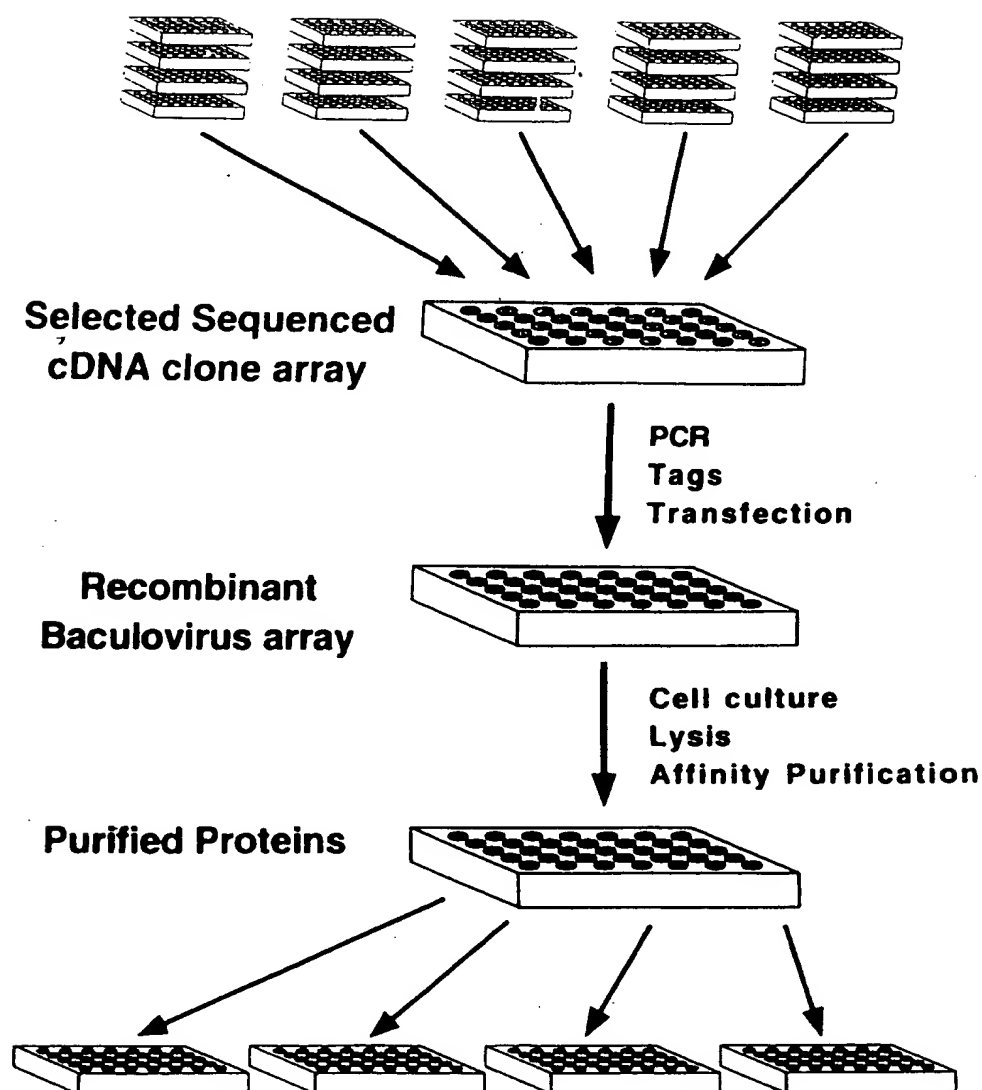 Selected Sequenced
cDNA clone array
PCR
Tags
Transfection
Recombinant
Baculovirus array
Cell culture
Lysis
Affinity Purification
Purified Proteins